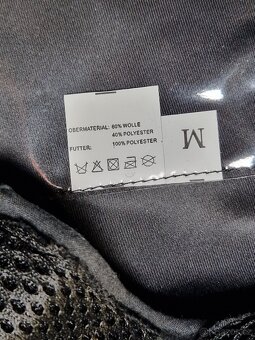 OBERMATERIAL: 60% WOLLE
40% POLYESTER
FUTTER: 100% POLYESTER
M